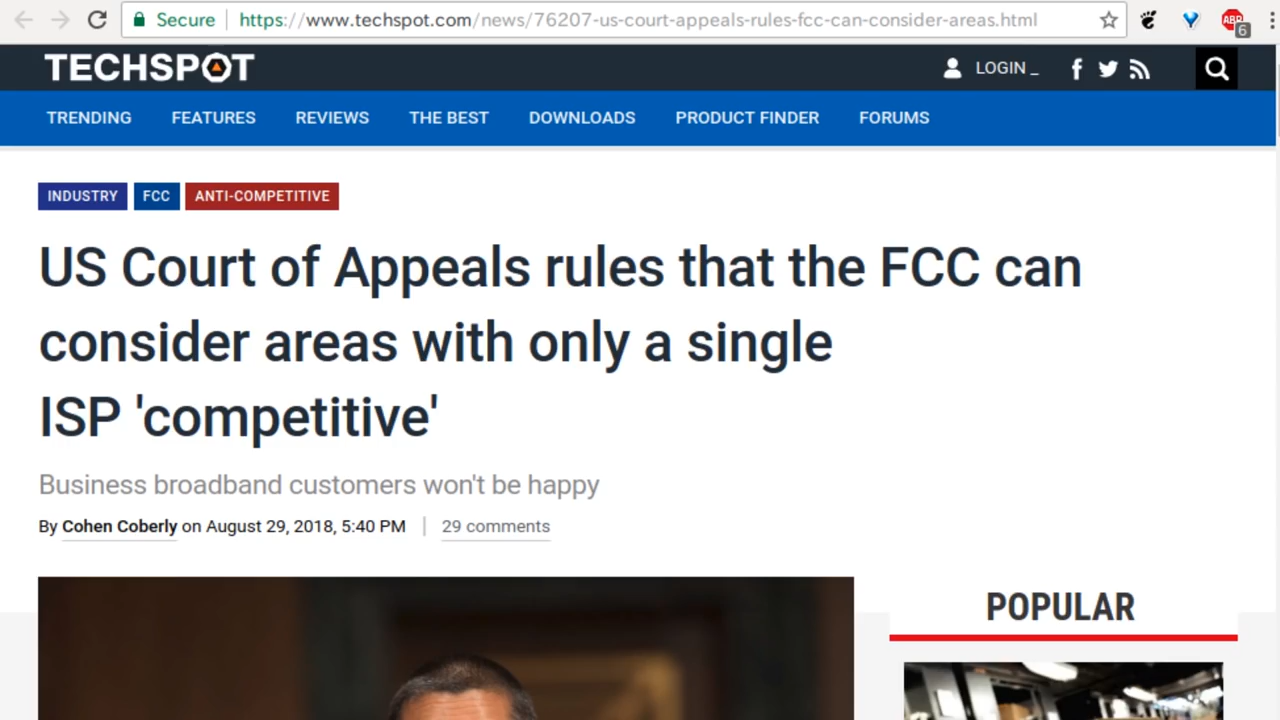 Secure https://www.techspot.com/news/76207-us-court-appeals-rules-fcc-can-consider-areas.html ABP 6
TECHSPOT LOGIN _
TRENDING FEATURES REVIEWS THE BEST DOWNLOADS PRODUCT FINDER FORUMS
INDUSTRY FCC ANTI-COMPETITIVE
US Court of Appeals rules that the FCC can
consider areas with only a single
ISP 'competitive'
Business broadband customers won't be happy
By Cohen Coberly on August 29, 2018, 5:40 PM | 29 comments
POPULAR